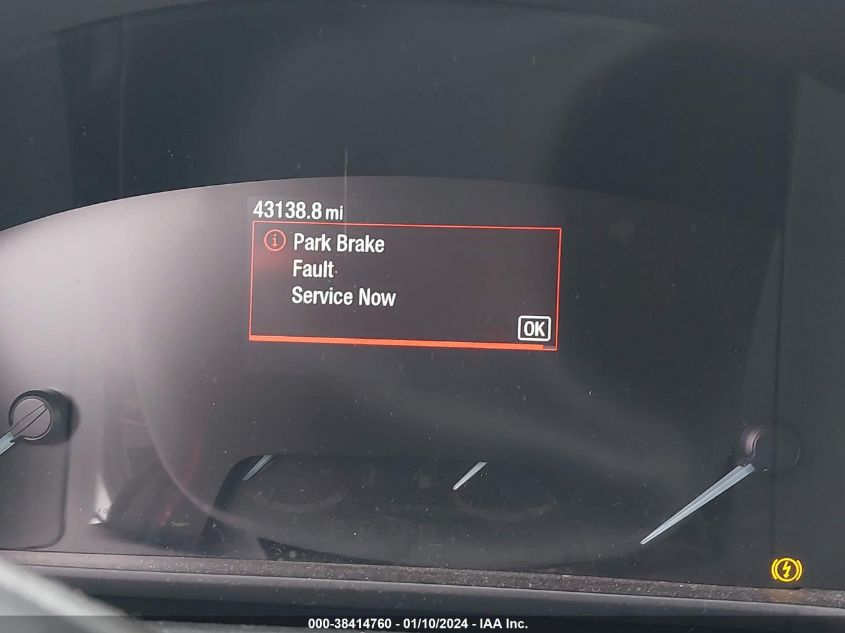 43138.8 mi
Park Brake
Fault
Service Now
OK
000-38414760 - 01/10/2024 - IAA Inc.